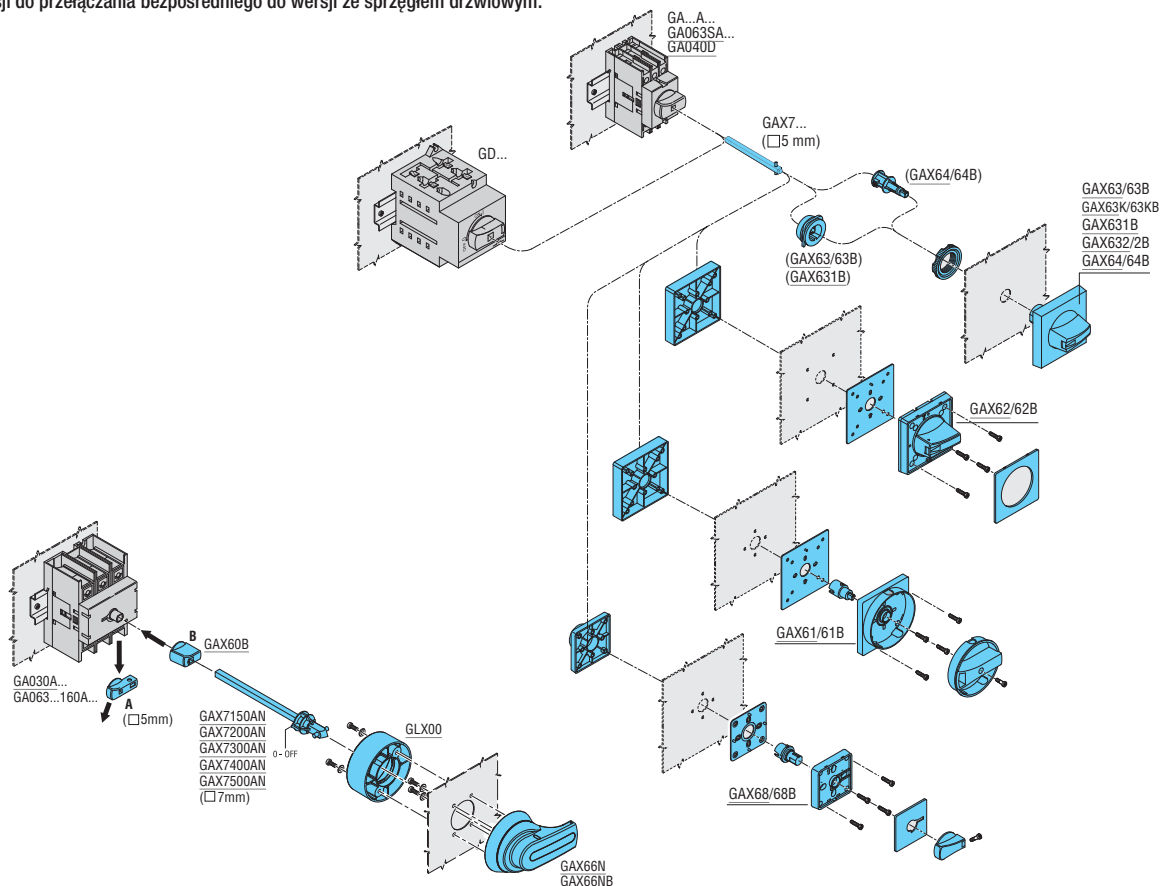 sji do przełączania bezpośredniego do wersji ze sprzęgłem drzwiowym.
GA...A...
GA063SA...
GA040D
GAX7...
(□5 mm)
GD...
(GAX64/64B)
GAX63/63B
GAX63K/63KB
GAX631B
GAX632/2B
GAX64/64B
(GAX63/63B)
(GAX631B)
GAX62/62B
GAX61/61B
B
GAX60B
GA030A...
GA063...160A...
A
(□5mm)
GAX7150AN
GAX7200AN
GAX7300AN
GAX7400AN
GAX7500AN
(□7mm)
0 - OFF
GLX00
GAX68/68B
GAX66N
GAX66NB